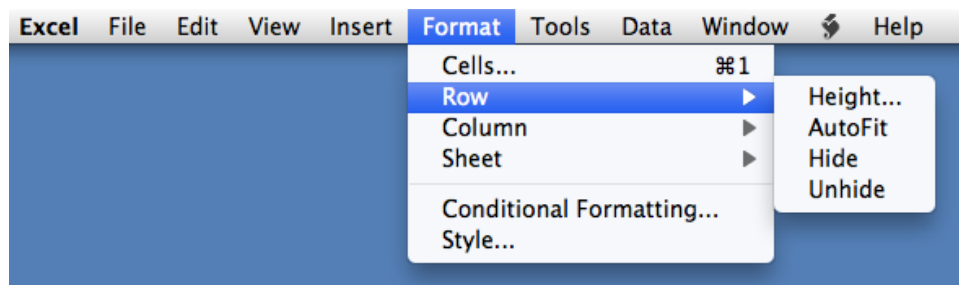 Excel File Edit View Insert Format Tools Data Window Help
Cells... ⌘1
Row
Column
Sheet
Conditional Formatting...
Style...
Height...
AutoFit
Hide
Unhide